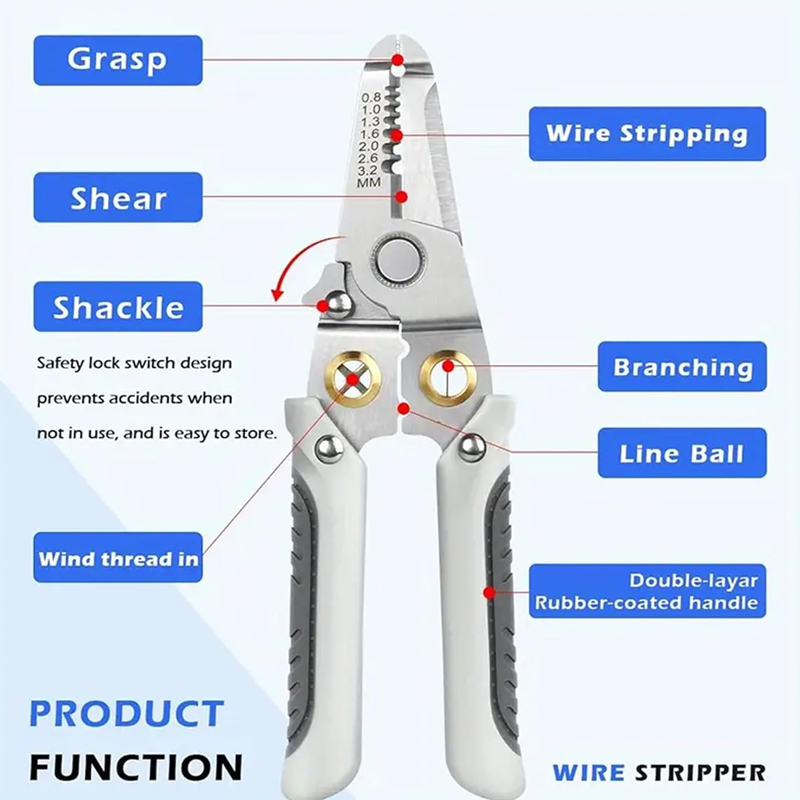 Grasp
0.8
1.0
1.3
1.6
2.0
2.6
3.2
MM
Wire Stripping
Shear
Shackle
Safety lock switch design
prevents accidents when
not in use, and is easy to store.
Branching
Line Ball
Wind thread in
Double-layar
Rubber-coated handle
PRODUCT
FUNCTION
WIRE STRIPPER